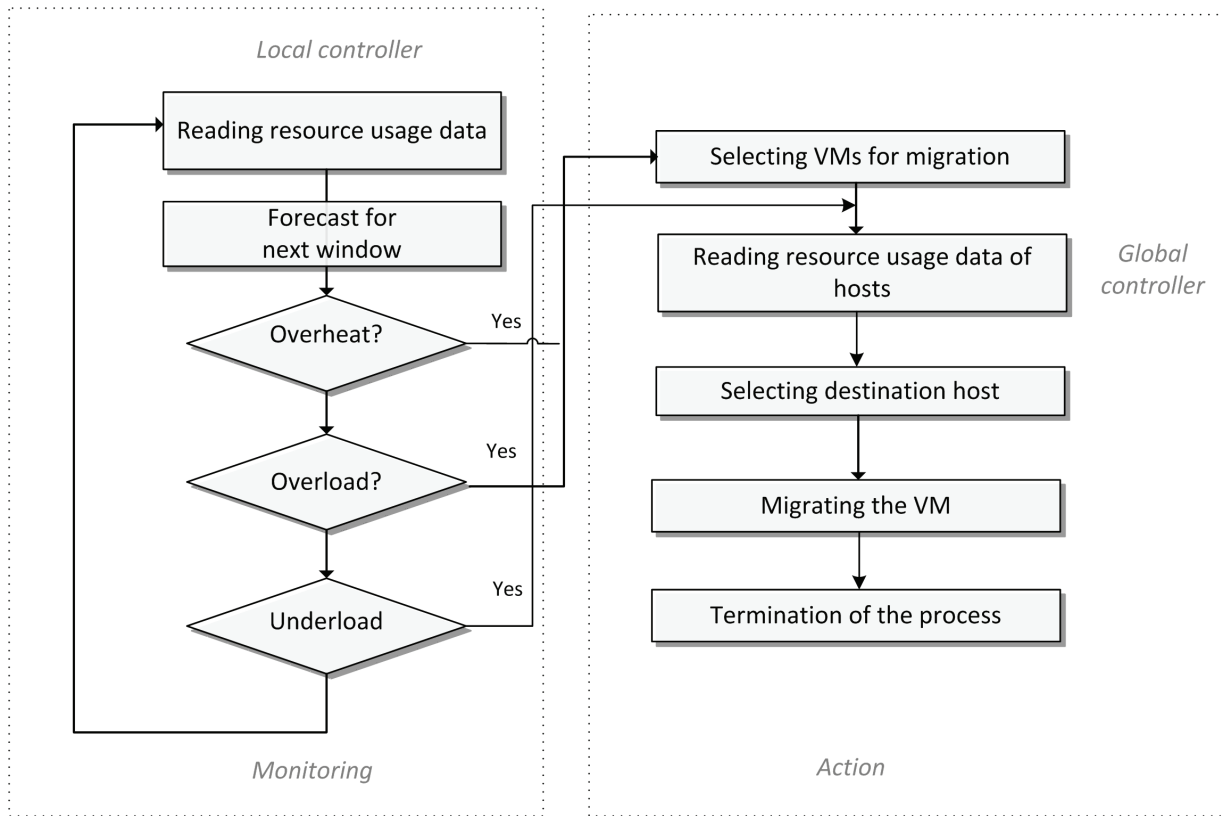 Local controller
Reading resource usage data
Forecast for
next window
Overheat?
Yes
Overload?
Yes
Underload
Yes
Monitoring
Selecting VMs for migration
Reading resource usage data of
hosts
Global
controller
Selecting destination host
Migrating the VM
Termination of the process
Action